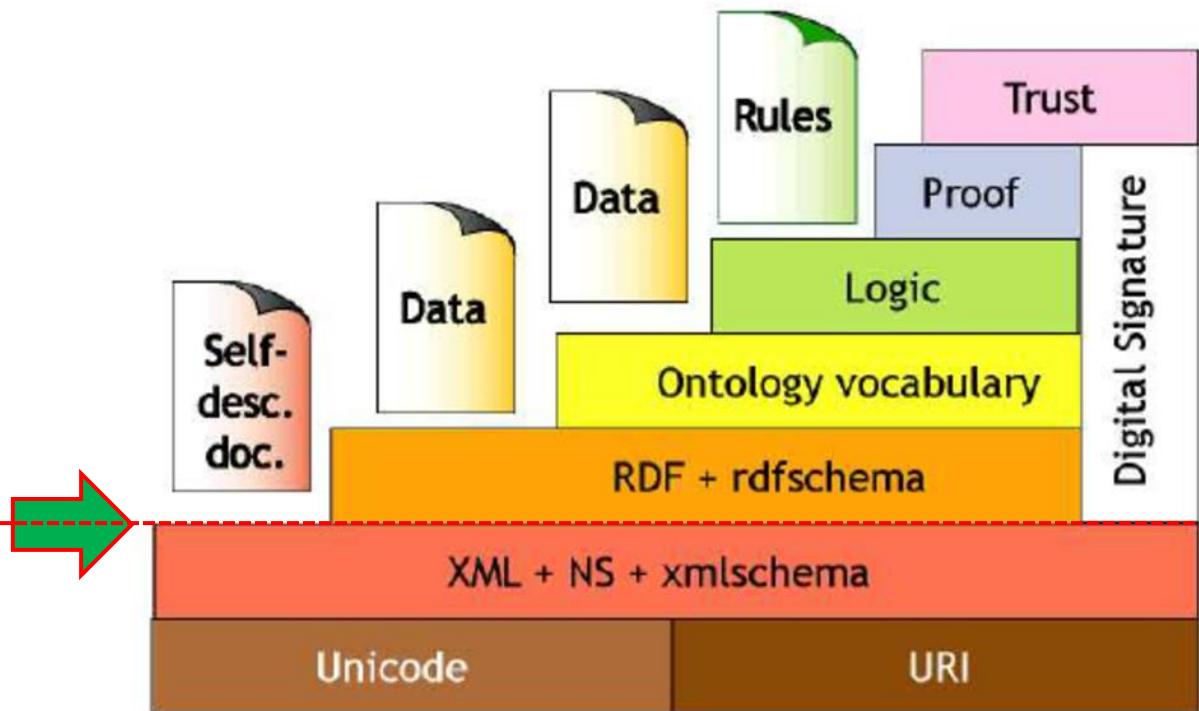 Rules
Trust
Data
Proof
Data
Logic
Self-
desc.
doc.
Ontology vocabulary
Digital Signature
RDF + rdfschema
XML + NS + xmlschema
Unicode
URI